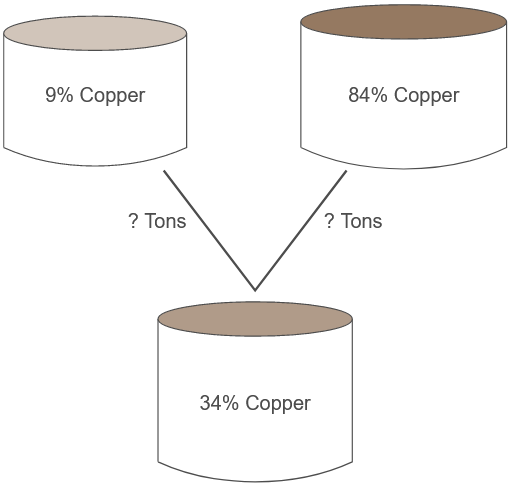 9% Copper
84% Copper
? Tons
? Tons
34% Copper